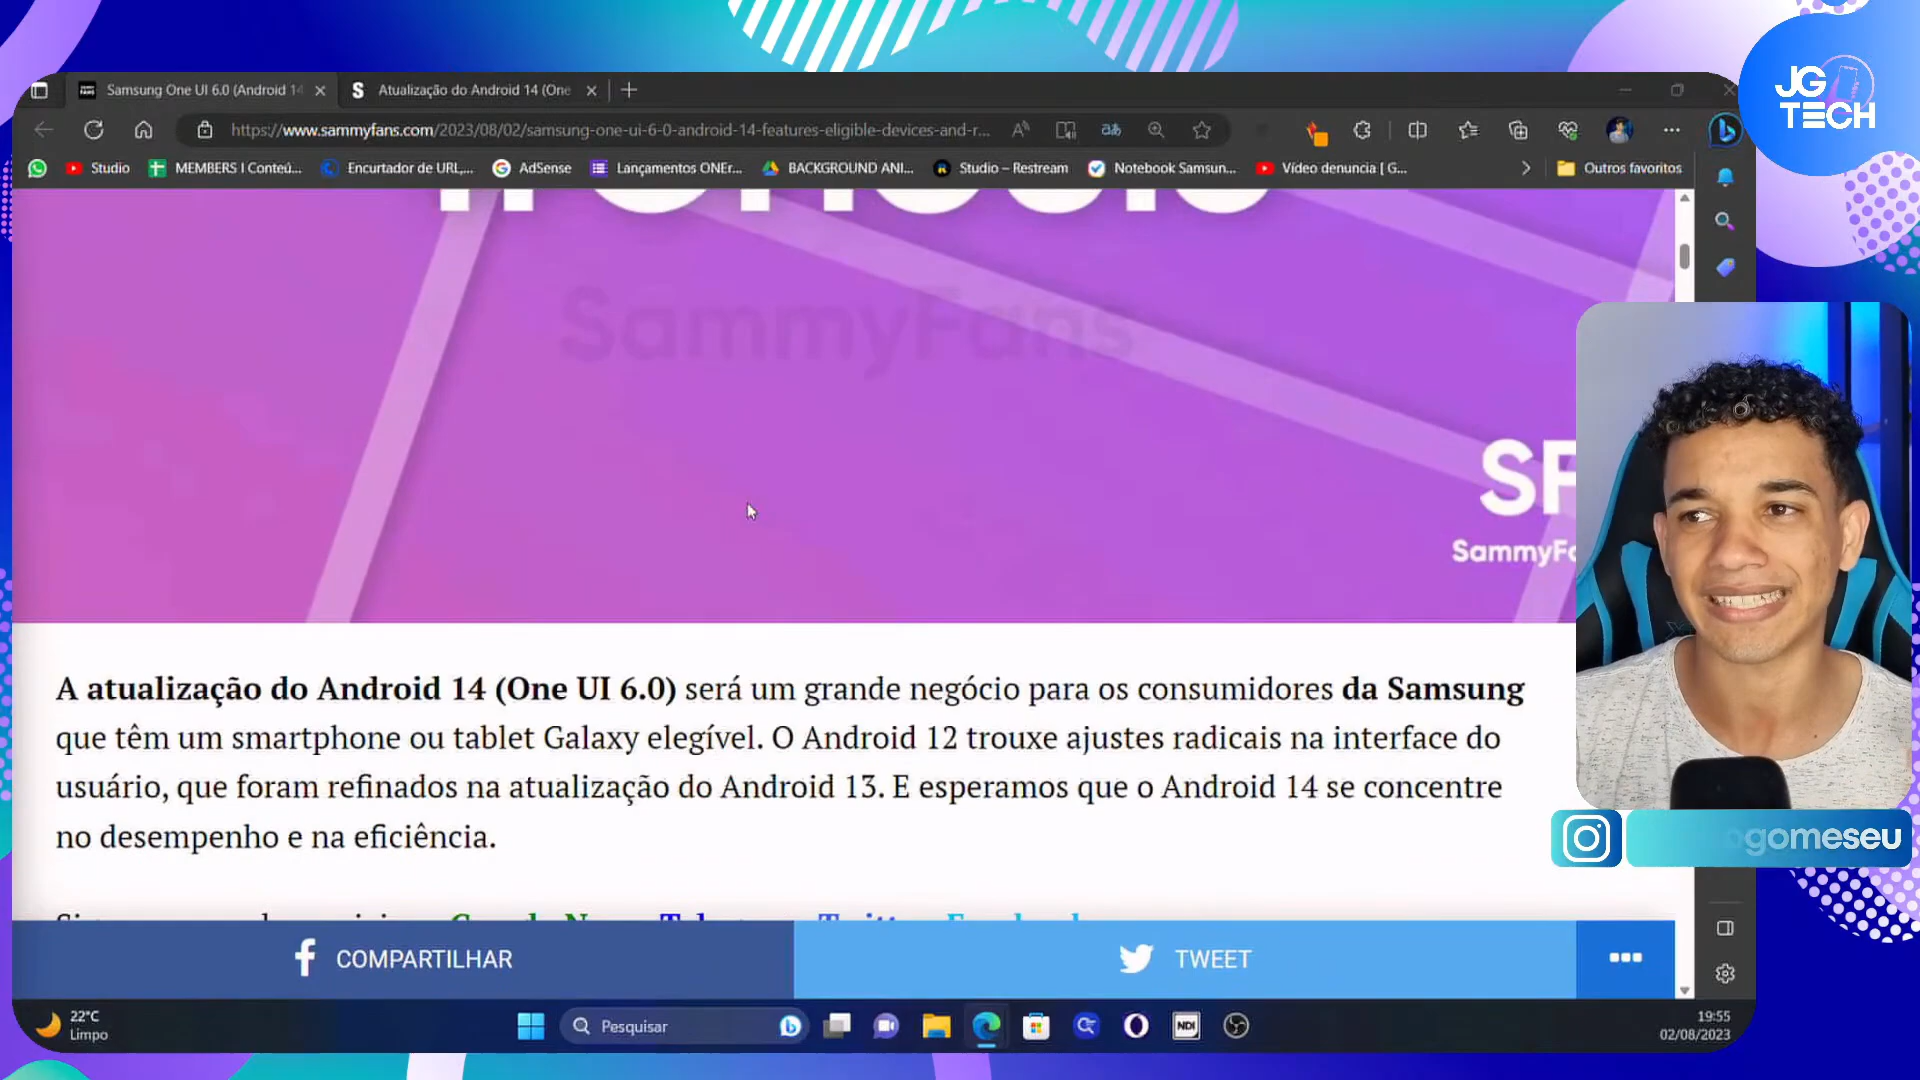 JG
TECH
Samsung One UI 6.0 (Android 14
S Atualização do Android 14 (One
https://www.sammyfans.com/2023/08/02/samsung-one-ui-6-0-android-14-features-eligible-devices-and-r...
Studio
MEMBERS I Conteú...
Encurtador de URL,...
AdSense
Lançamentos ONEr...
BACKGROUND ANI...
Studio – Restream
Notebook Samsun...
Vídeo denuncia [ G...
Outros favoritos
SammyFans
SF
SammyFa
A atualização do Android 14 (One UI 6.0) será um grande negócio para os consumidores da Samsung
que têm um smartphone ou tablet Galaxy elegível. O Android 12 trouxe ajustes radicais na interface do
usuário, que foram refinados na atualização do Android 13. E esperamos que o Android 14 se concentre
no desempenho e na eficiência.
gomeseu
COMPARTILHAR
TWEET
22°C
Limpo
Pesquisar
NDI
19:55
02/08/2023